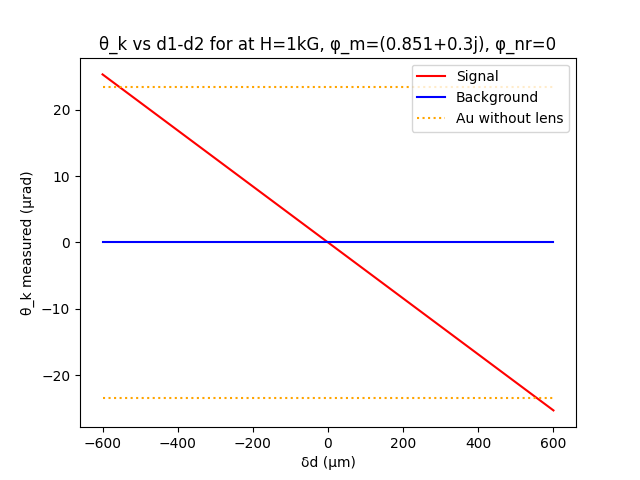 θ_k vs d1-d2 for at H=1kG, φ_m=(0.851+0.3j), φ_nr=0
Signal
Background
Au without lens
θ_k measured (μrad)
20
10
0
−10
−20
−600
−400
−200
0
200
400
600
δd (μm)